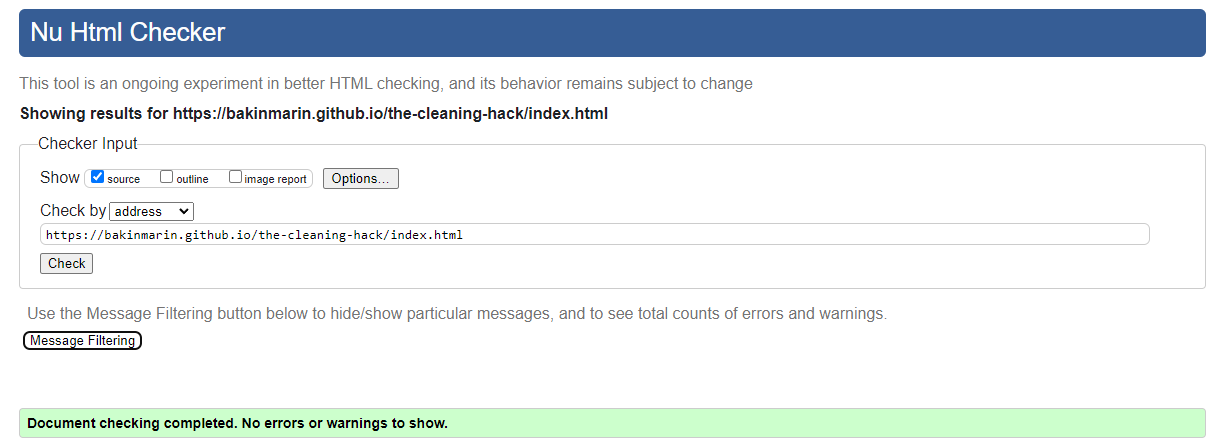 Nu Html Checker
This tool is an ongoing experiment in better HTML checking, and its behavior remains subject to change
Showing results for https://bakinmarin.github.io/the-cleaning-hack/index.html
Checker Input
Show source outline image report Options...
Check by address
https://bakinmarin.github.io/the-cleaning-hack/index.html
Check
Use the Message Filtering button below to hide/show particular messages, and to see total counts of errors and warnings.
Message Filtering
Document checking completed. No errors or warnings to show.